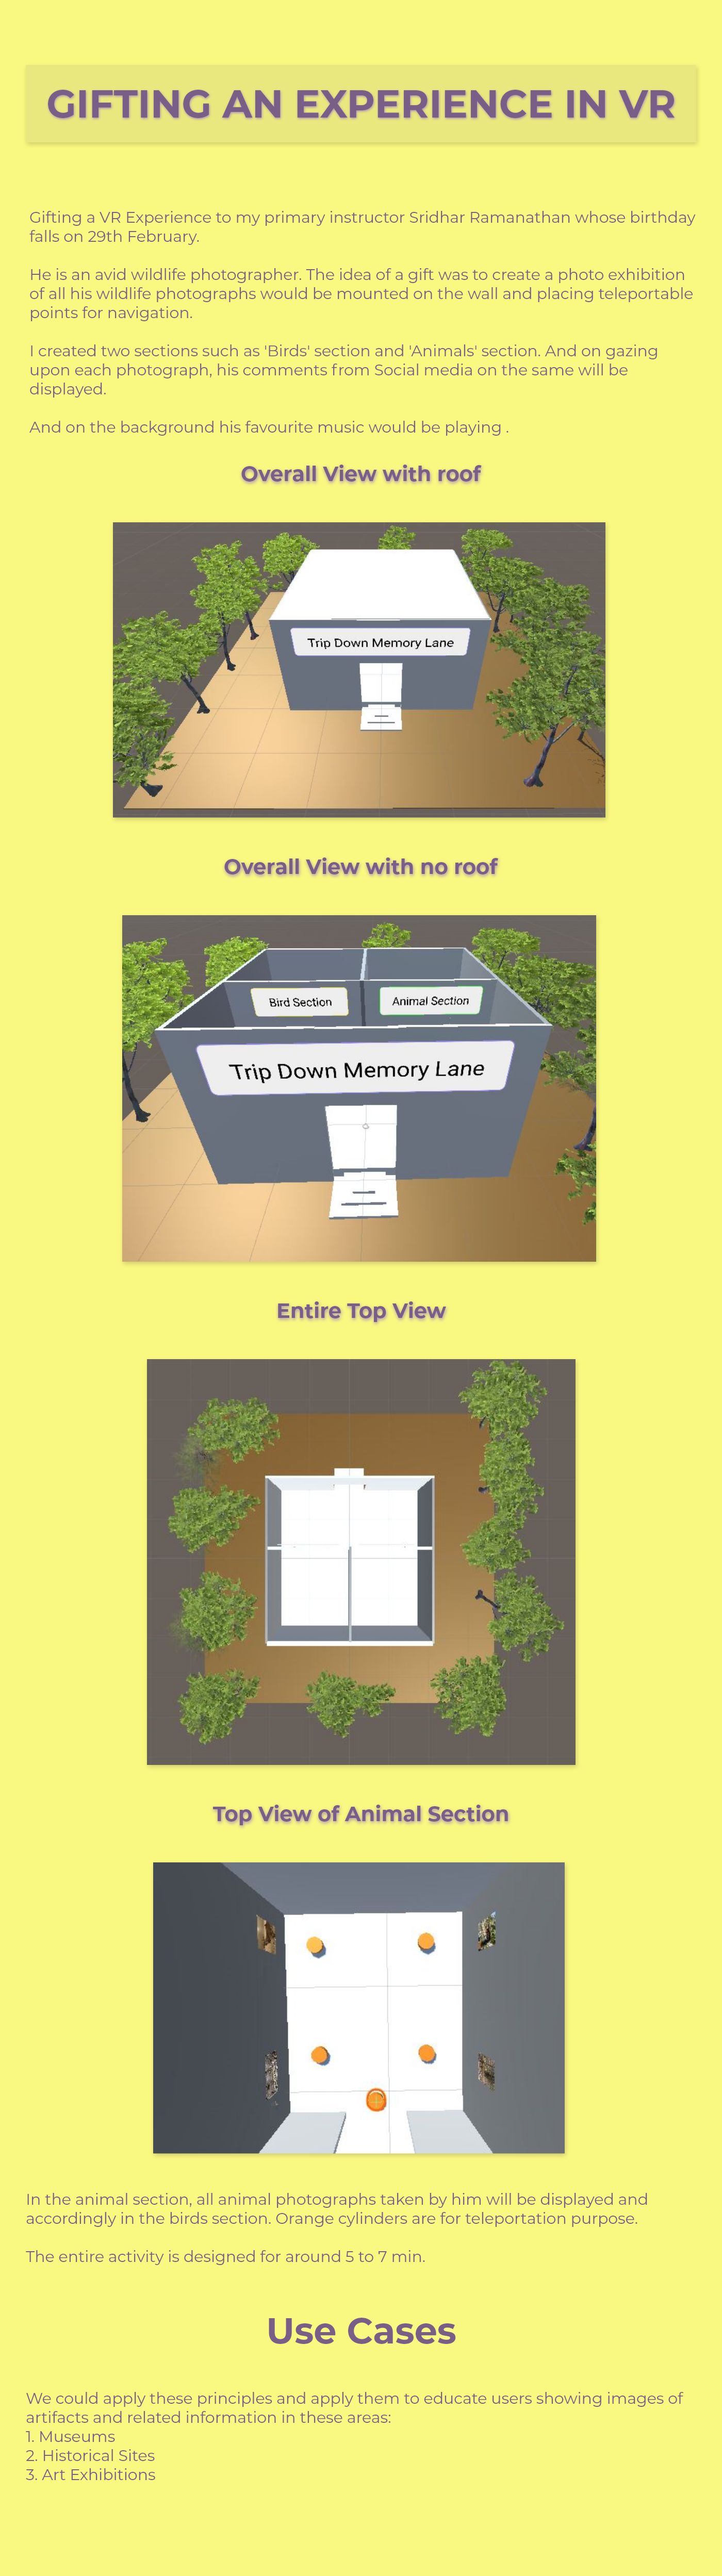 GIFTING AN EXPERIENCE IN VR
Gifting a VR Experience to my primary instructor Sridhar Ramanathan whose birthday
falls on 29th February.
He is an avid wildlife photographer. The idea of a gift was to create a photo exhibition
of all his wildlife photographs would be mounted on the wall and placing teleportable
points for navigation.
I created two sections such as 'Birds' section and 'Animals' section. And on gazing
upon each photograph, his comments from Social media on the same will be
displayed.
And on the background his favourite music would be playing .
Overall View with roof
Trip Down Memory Lane
Overall View with no roof
Bird Section
Animal Section
Trip Down Memory Lane
Entire Top View
Top View of Animal Section
In the animal section, all animal photographs taken by him will be displayed and
accordingly in the birds section. Orange cylinders are for teleportation purpose.
The entire activity is designed for around 5 to 7 min.
Use Cases
We could apply these principles and apply them to educate users showing images of
artifacts and related information in these areas:
1. Museums
2. Historical Sites
3. Art Exhibitions